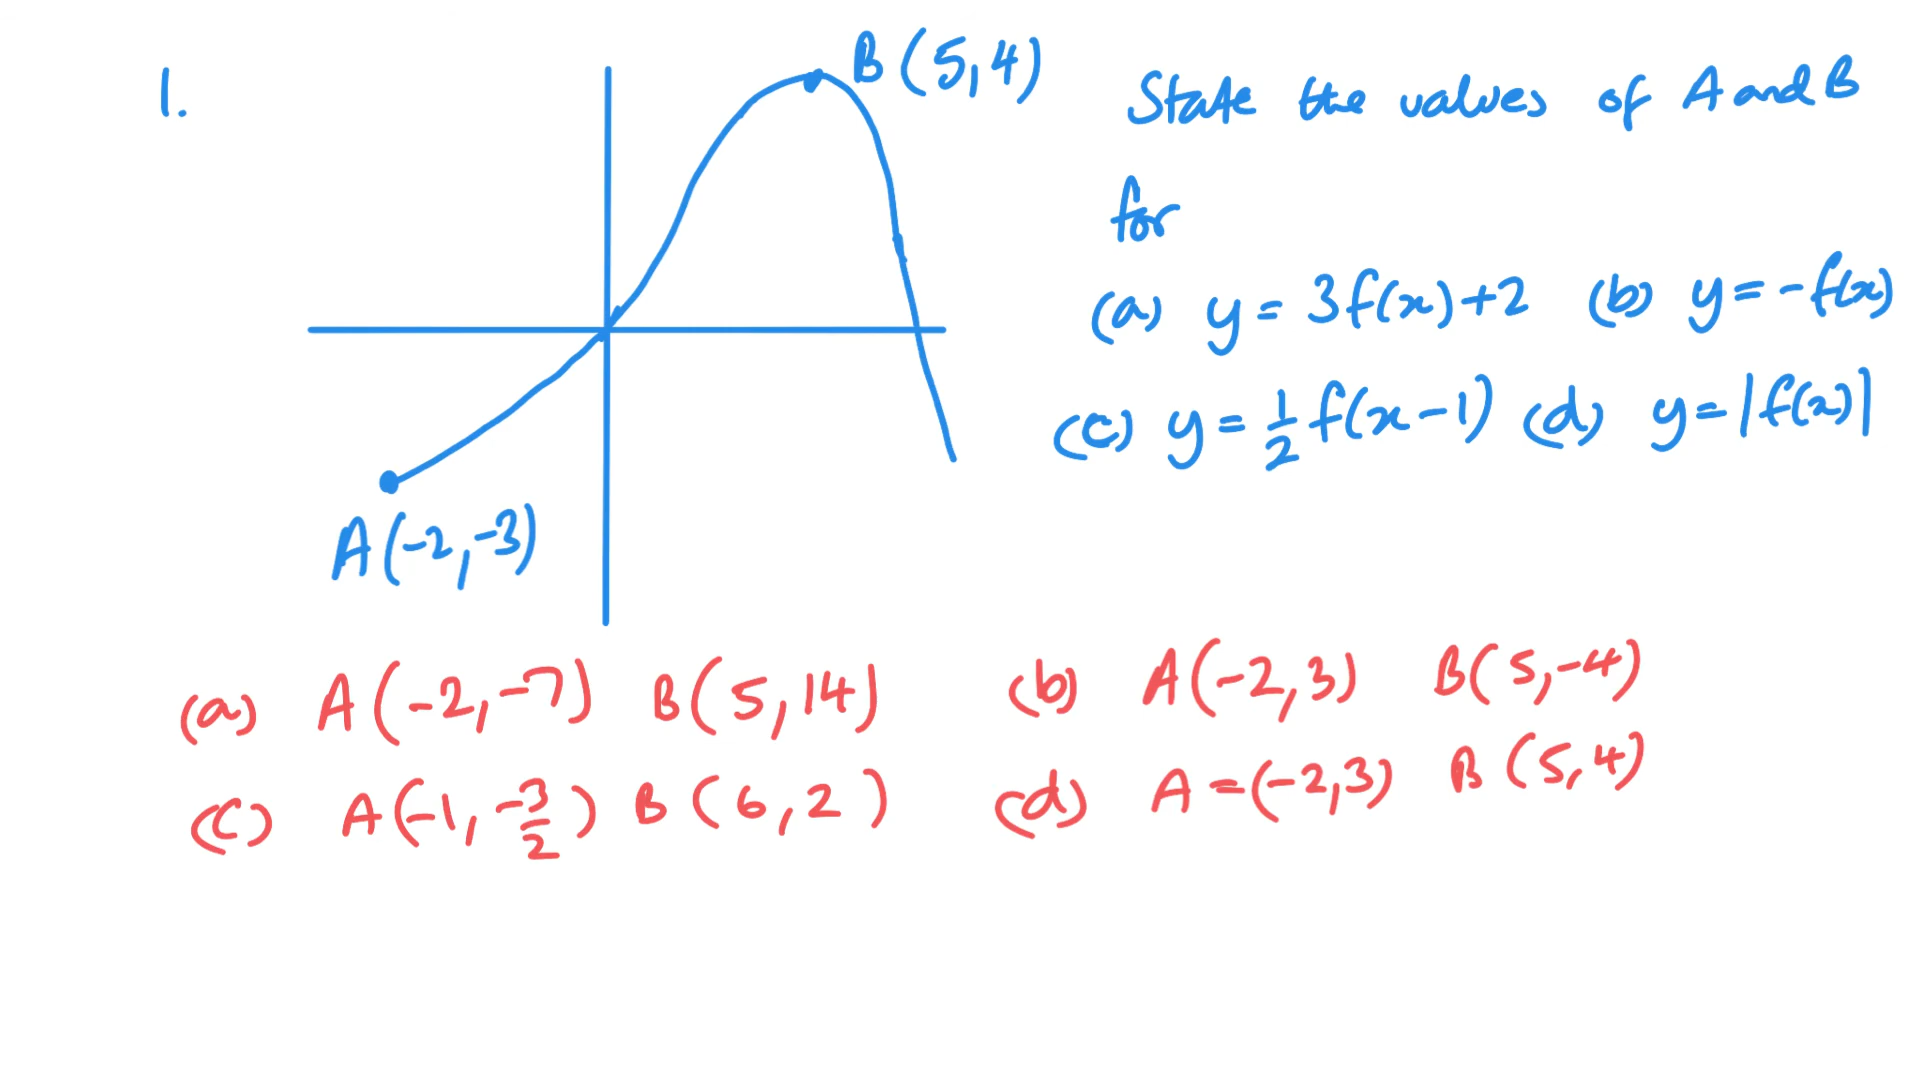 1.
B(5,4)
State the values of A and B
for
(a) y = 3f(x)+2 (b) y = -f(x)
(c) y = 1/2 f(x-1) (d) y = |f(x)|
A(-2,-3)
(a) A(-2,-7) B(5,14) (b) A(-2,3) B(5,-4)
(c) A(-1,-3/2) B(6,2) (d) A=(-2,3) B(5,4)